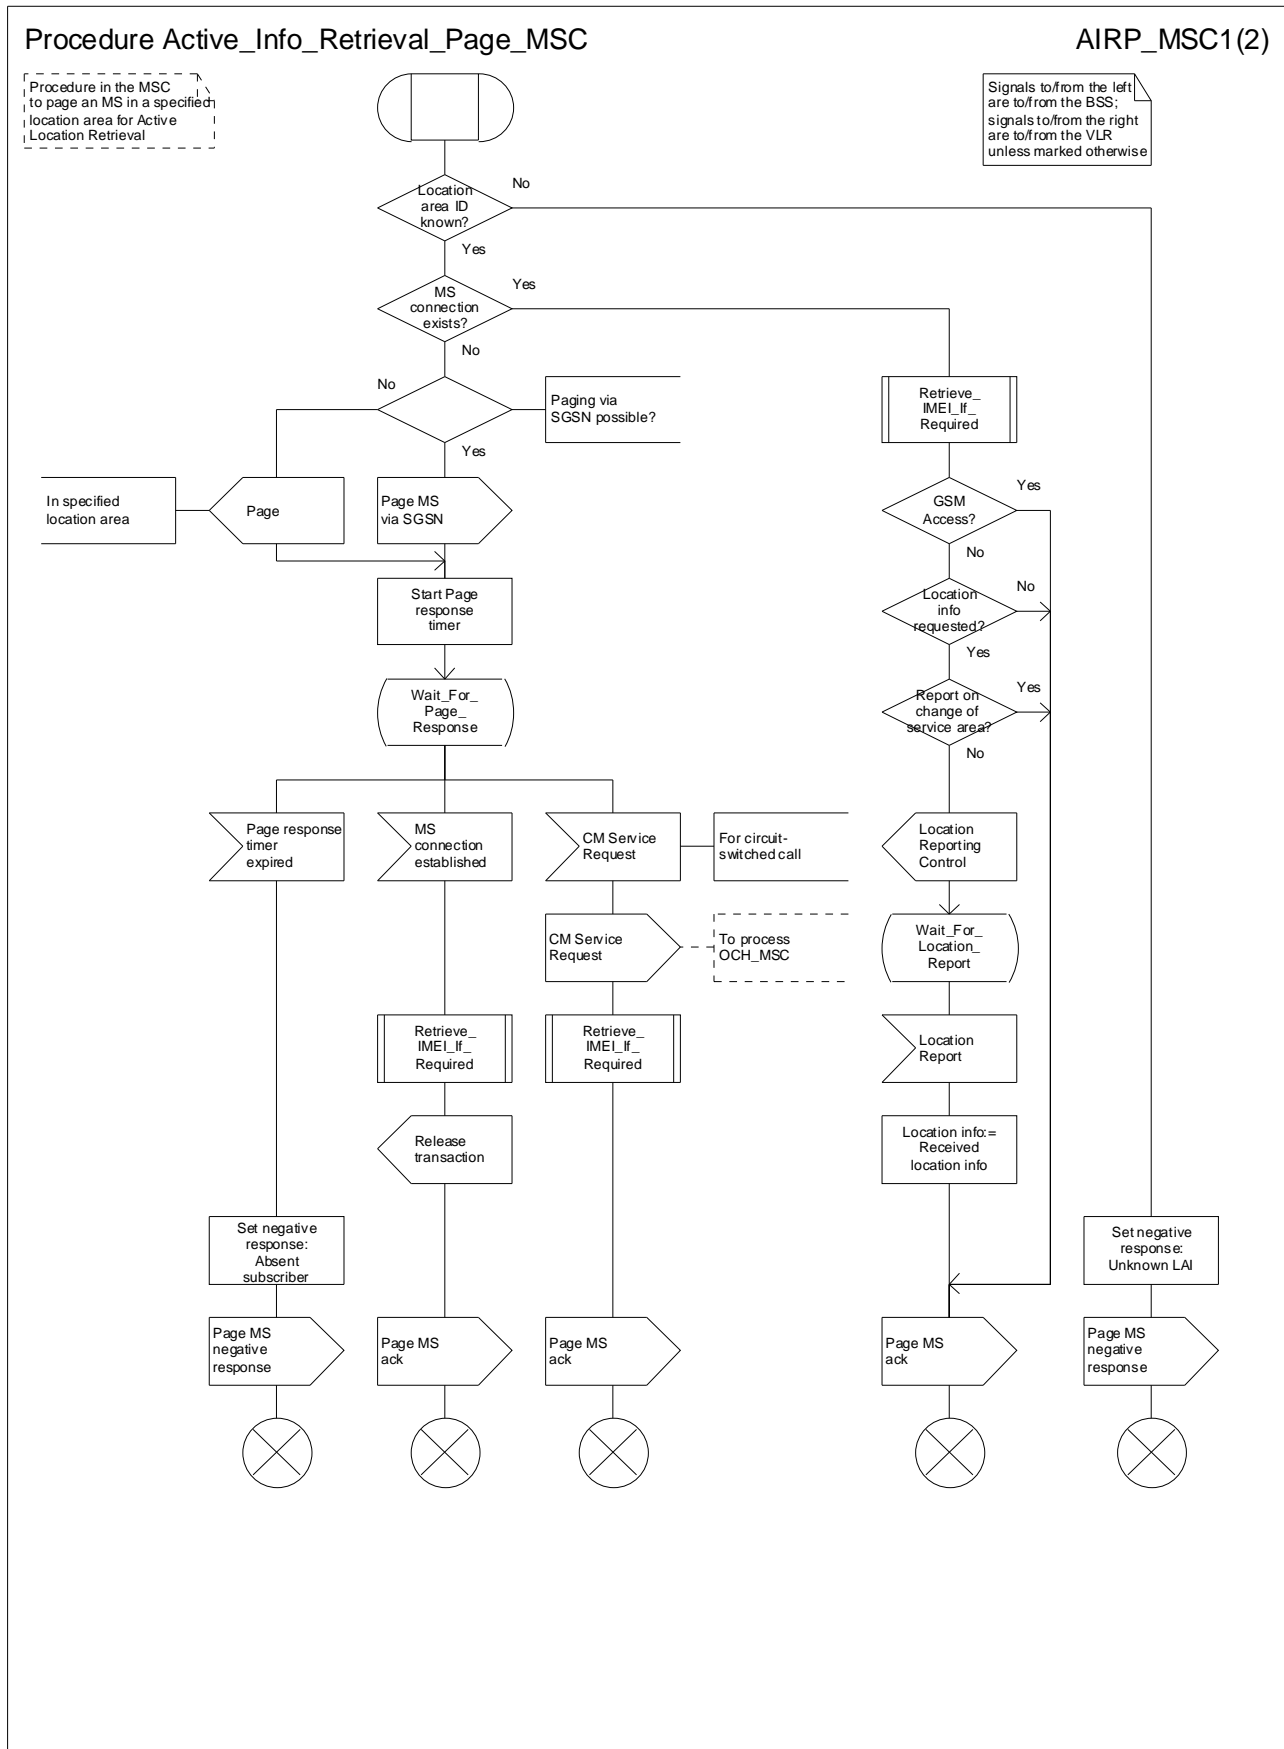 Procedure Active_Info_Retrieval_Page_MSC
AIRP_MSC1(2)
Procedure in the MSC
to page an MS in a specified
location area for Active
Location Retrieval
Signals to/from the left
are to/from the BSS;
signals to/from the right
are to/from the VLR
unless marked otherwise
Location
area ID
known?
No
Yes
MS
connection
exists?
Yes
No
No
Yes
Paging via
SGSN possible?
Retrieve_
IMEI_If_
Required
In specified
location area
Page
Page MS
via SGSN
GSM
Access?
Yes
No
Start Page
response
timer
Location
info
requested?
No
Yes
Wait_For_
Page_
Response
Report on
change of
service area?
Yes
No
Page response
timer
expired
MS
connection
established
CM Service
Request
For circuit-
switched call
Location
Reporting
Control
CM Service
Request
To process
OCH_MSC
Wait_For_
Location_
Report
Retrieve_
IMEI_If_
Required
Retrieve_
IMEI_If_
Required
Location
Report
Release
transaction
Location info:=
Received
location info
Set negative
response:
Absent
subscriber
Set negative
response:
Unknown LAI
Page MS
negative
response
Page MS
ack
Page MS
ack
Page MS
ack
Page MS
negative
response